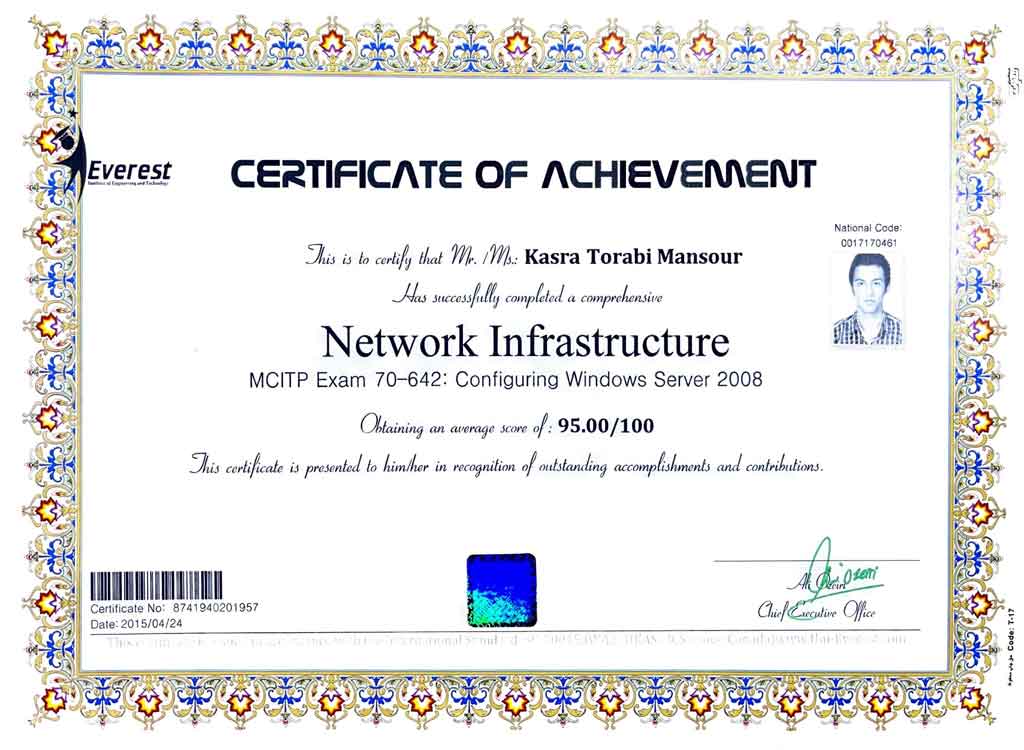 Everest
Institute of Engineering and Technology
CERTIFICATE OF ACHIEVEMENT
National Code:
0017170461
This is to certify that Mr. /Ms.: Kasra Torabi Mansour
Has successfully completed a comprehensive
Network Infrastructure
MCITP Exam 70-642: Configuring Windows Server 2008
Obtaining an average score of : 95.00/100
This certificate is presented to him/her in recognition of outstanding accomplishments and contributions.
Certificate No: 8741940201957
Date: 2015/04/24
Ali
Chief Executive Office
Code: T-17